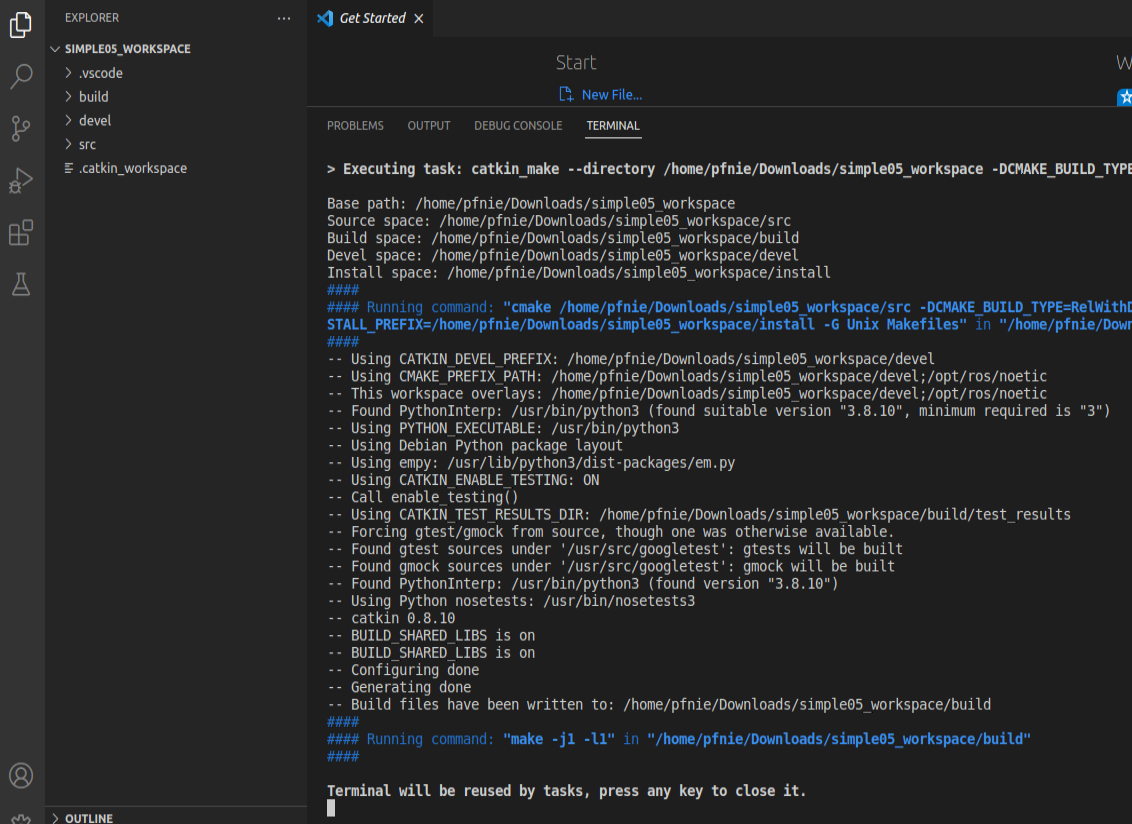 EXPLORER
SIMPLE05_WORKSPACE
.vscode
build
devel
src
.catkin_workspace
OUTLINE
Get Started
Start
New File...
PROBLEMS OUTPUT DEBUG CONSOLE TERMINAL
> Executing task: catkin_make --directory /home/pfnie/Downloads/simple05_workspace -DCMAKE_BUILD_TYPE
Base path: /home/pfnie/Downloads/simple05_workspace
Source space: /home/pfnie/Downloads/simple05_workspace/src
Build space: /home/pfnie/Downloads/simple05_workspace/build
Devel space: /home/pfnie/Downloads/simple05_workspace/devel
Install space: /home/pfnie/Downloads/simple05_workspace/install
####
#### Running command: "cmake /home/pfnie/Downloads/simple05_workspace/src -DCMAKE_BUILD_TYPE=RelWithD
STALL_PREFIX=/home/pfnie/Downloads/simple05_workspace/install -G Unix Makefiles" in "/home/pfnie/Down
####
-- Using CATKIN_DEVEL_PREFIX: /home/pfnie/Downloads/simple05_workspace/devel
-- Using CMAKE_PREFIX_PATH: /home/pfnie/Downloads/simple05_workspace/devel;/opt/ros/noetic
-- This workspace overlays: /home/pfnie/Downloads/simple05_workspace/devel;/opt/ros/noetic
-- Found PythonInterp: /usr/bin/python3 (found suitable version "3.8.10", minimum required is "3")
-- Using PYTHON_EXECUTABLE: /usr/bin/python3
-- Using Debian Python package layout
-- Using empy: /usr/lib/python3/dist-packages/em.py
-- Using CATKIN_ENABLE_TESTING: ON
-- Call enable_testing()
-- Using CATKIN_TEST_RESULTS_DIR: /home/pfnie/Downloads/simple05_workspace/build/test_results
-- Forcing gtest/gmock from source, though one was otherwise available.
-- Found gtest sources under '/usr/src/googletest': gtests will be built
-- Found gmock sources under '/usr/src/googletest': gmock will be built
-- Found PythonInterp: /usr/bin/python3 (found version "3.8.10")
-- Using Python nosetests: /usr/bin/nosetests3
-- catkin 0.8.10
-- BUILD_SHARED_LIBS is on
-- BUILD_SHARED_LIBS is on
-- Configuring done
-- Generating done
-- Build files have been written to: /home/pfnie/Downloads/simple05_workspace/build
####
#### Running command: "make -j1 -l1" in "/home/pfnie/Downloads/simple05_workspace/build"
####
Terminal will be reused by tasks, press any key to close it.